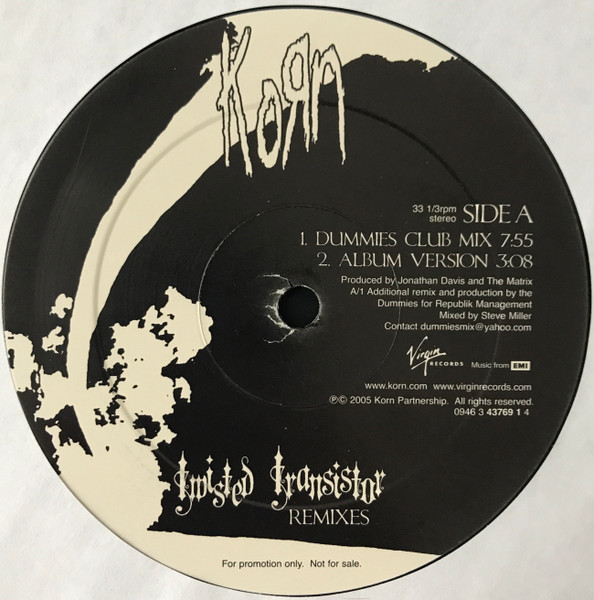 KoЯn
33 1/3rpm
stereo SIDE A
1. DUMMIES CLUB MIX 7:55
2. ALBUM VERSION 3:08
Produced by Jonathan Davis and The Matrix
A/1 Additional remix and production by the
Dummies for Republik Management
Mixed by Steve Miller
Contact dummiesmix@yahoo.com
Virgin RECORDS Music from EMI
www.korn.com www.virginrecords.com
℗© 2005 Korn Partnership. All rights reserved.
0946 3 43769 1 4
twisted transistor
REMIXES
For promotion only. Not for sale.